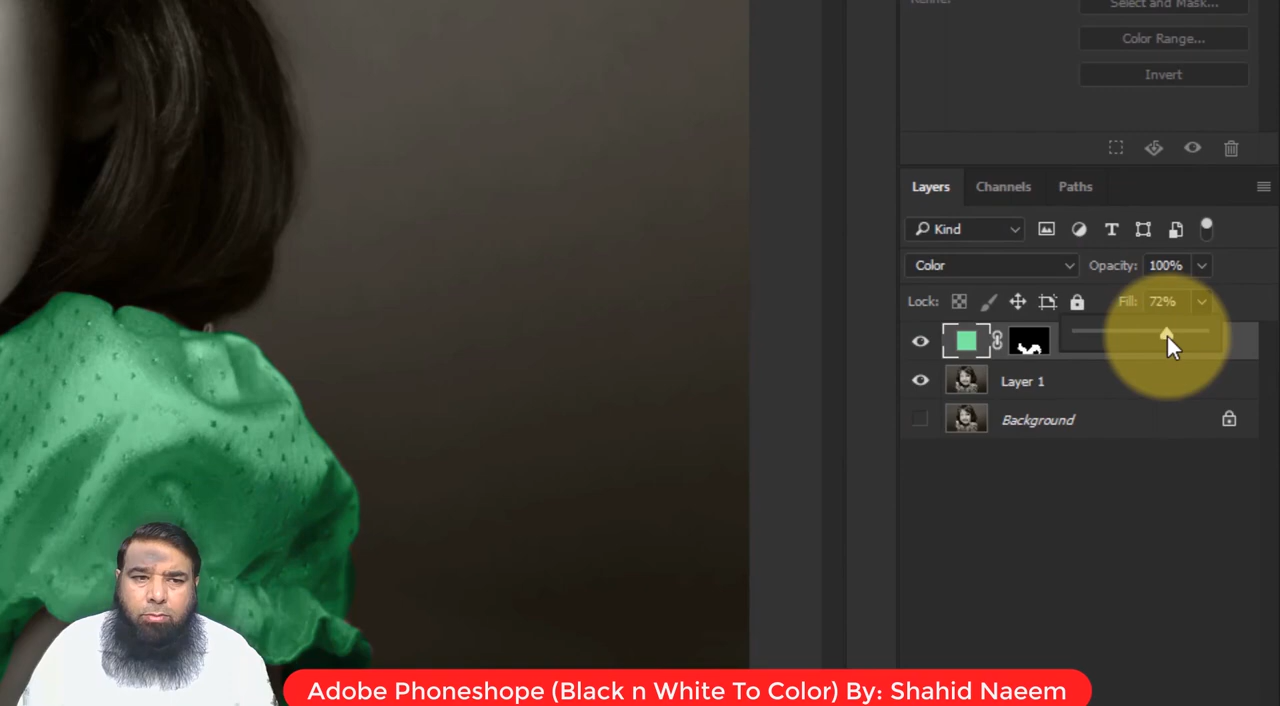 Select and Mask...
Color Range...
Invert
Layers Channels Paths
Kind
Color Opacity: 100%
Lock: Fill: 72%
Layer 1
Background
Adobe Phoneshope (Black n White To Color) By: Shahid Naeem